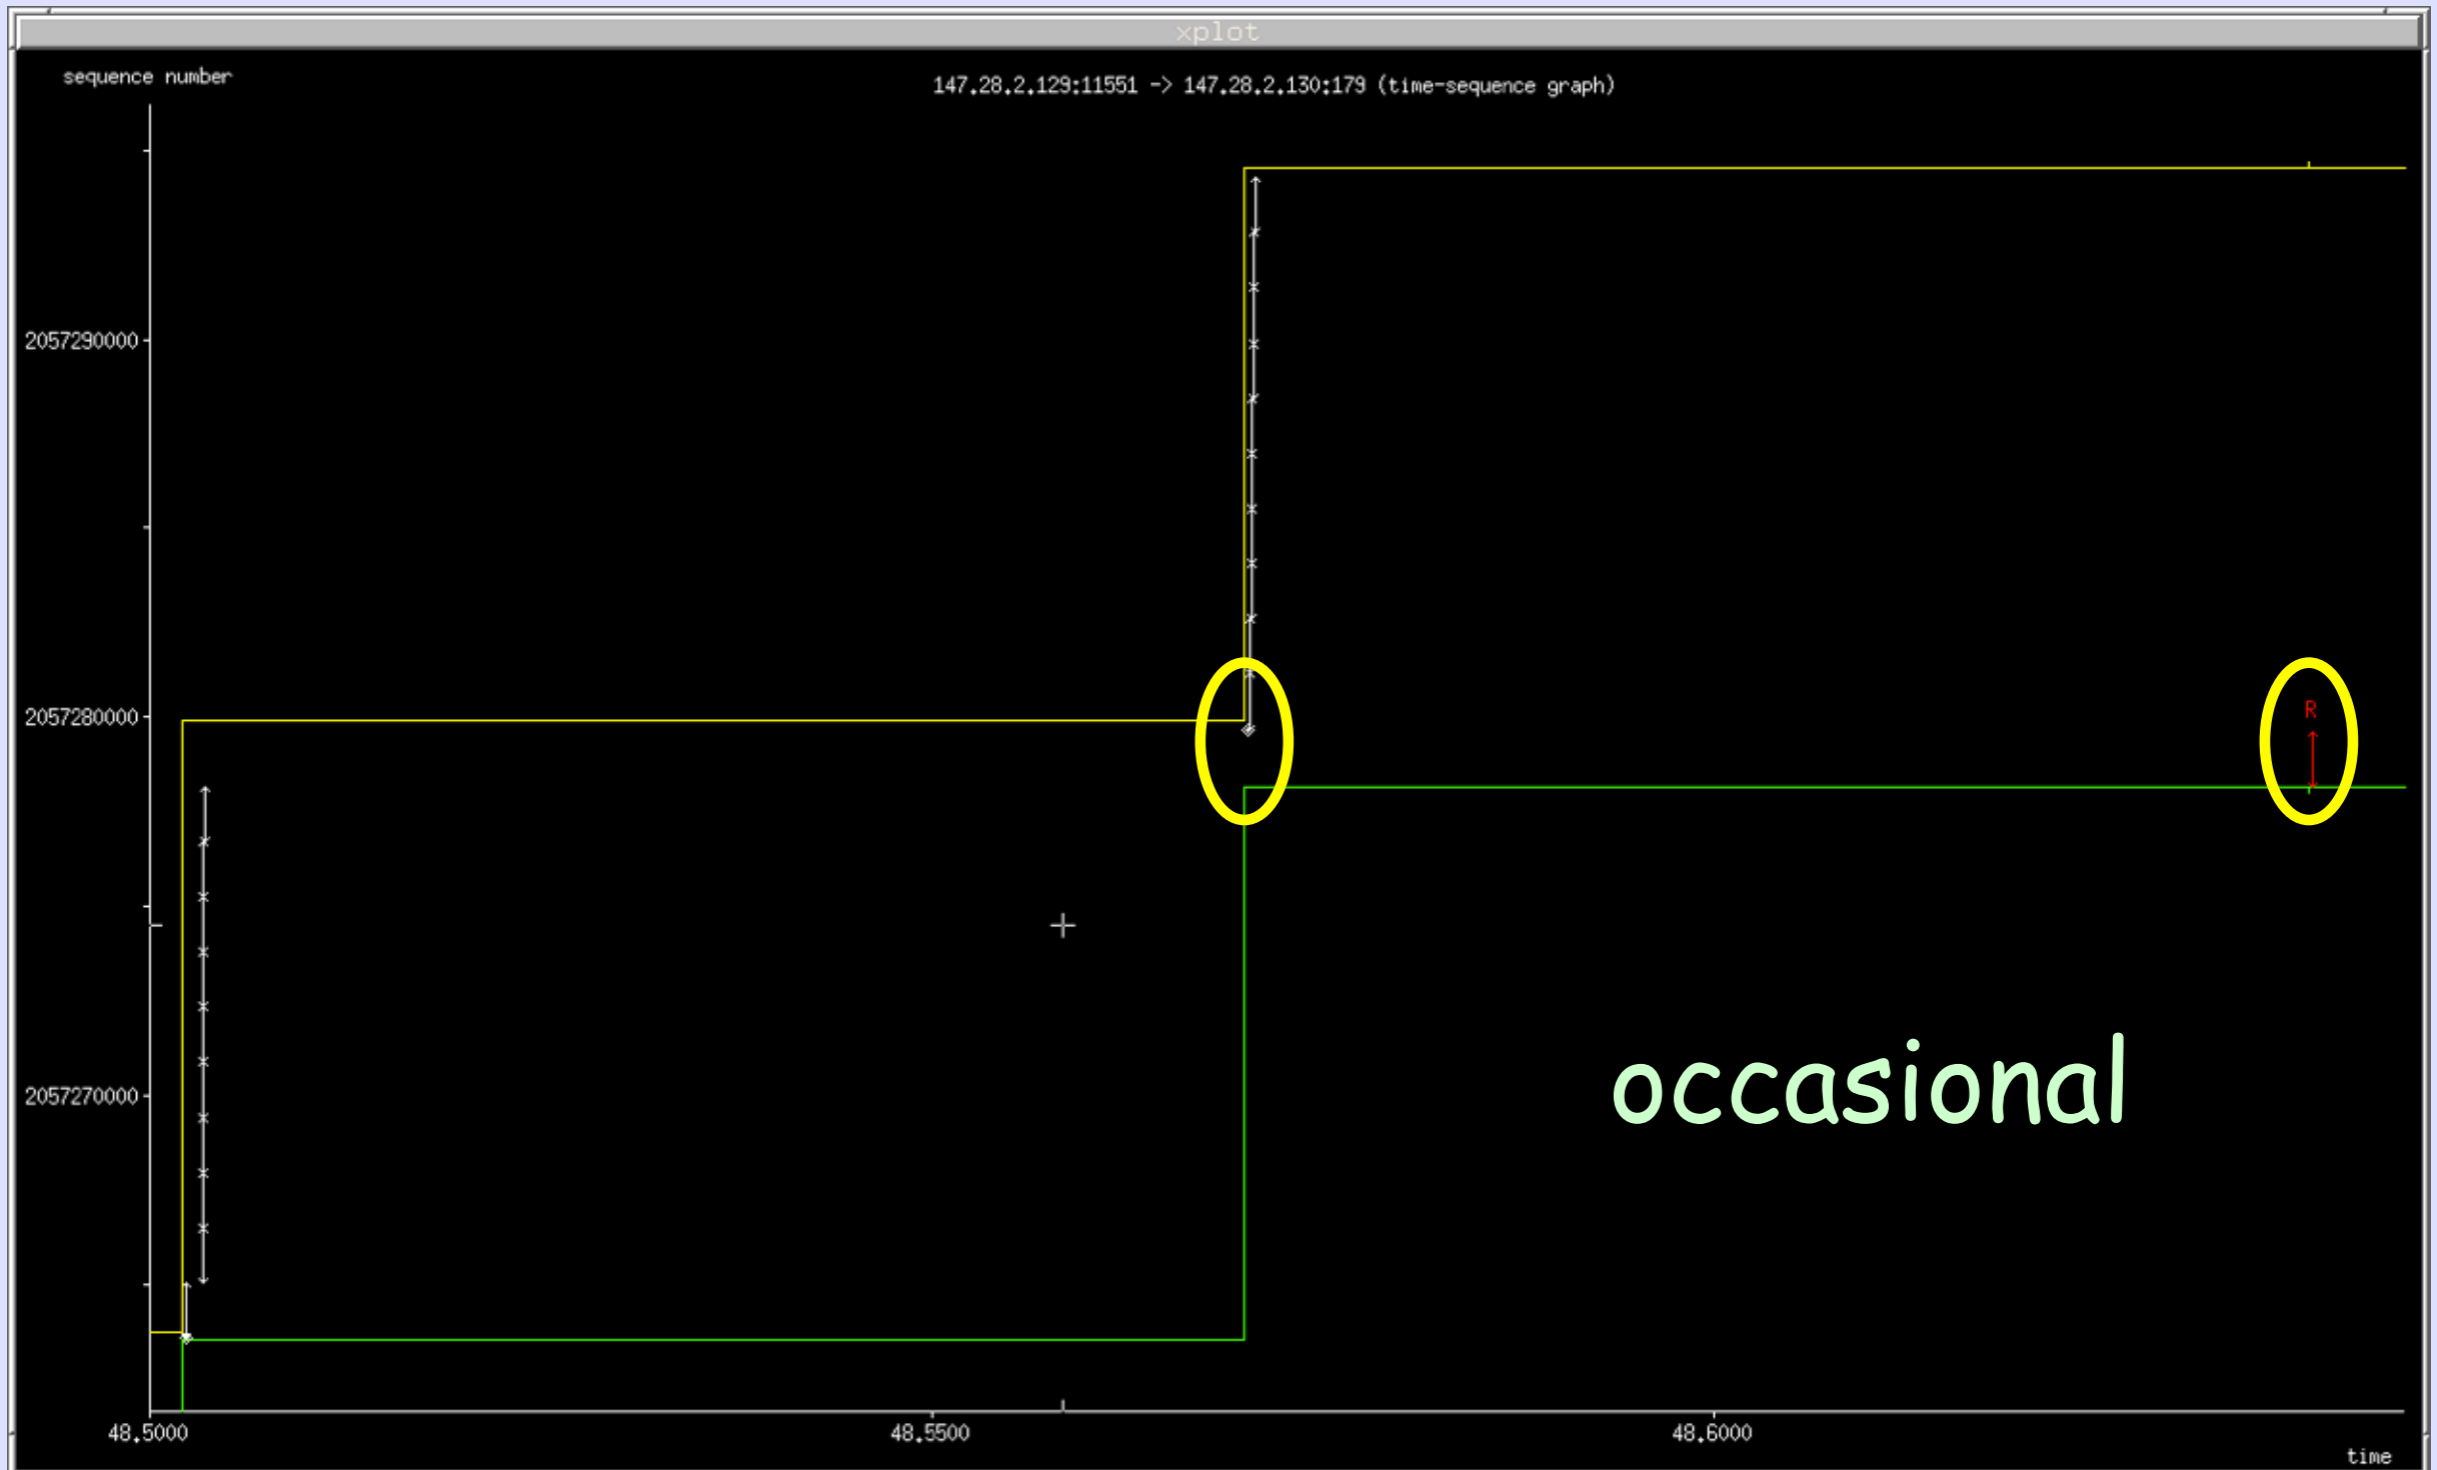 xplot
sequence number
147.28.2.129:11551 -> 147.28.2.130:179 (time-sequence graph)
2057290000
2057280000
R
2057270000
occasional
48.5000
48.5500
48.6000
time